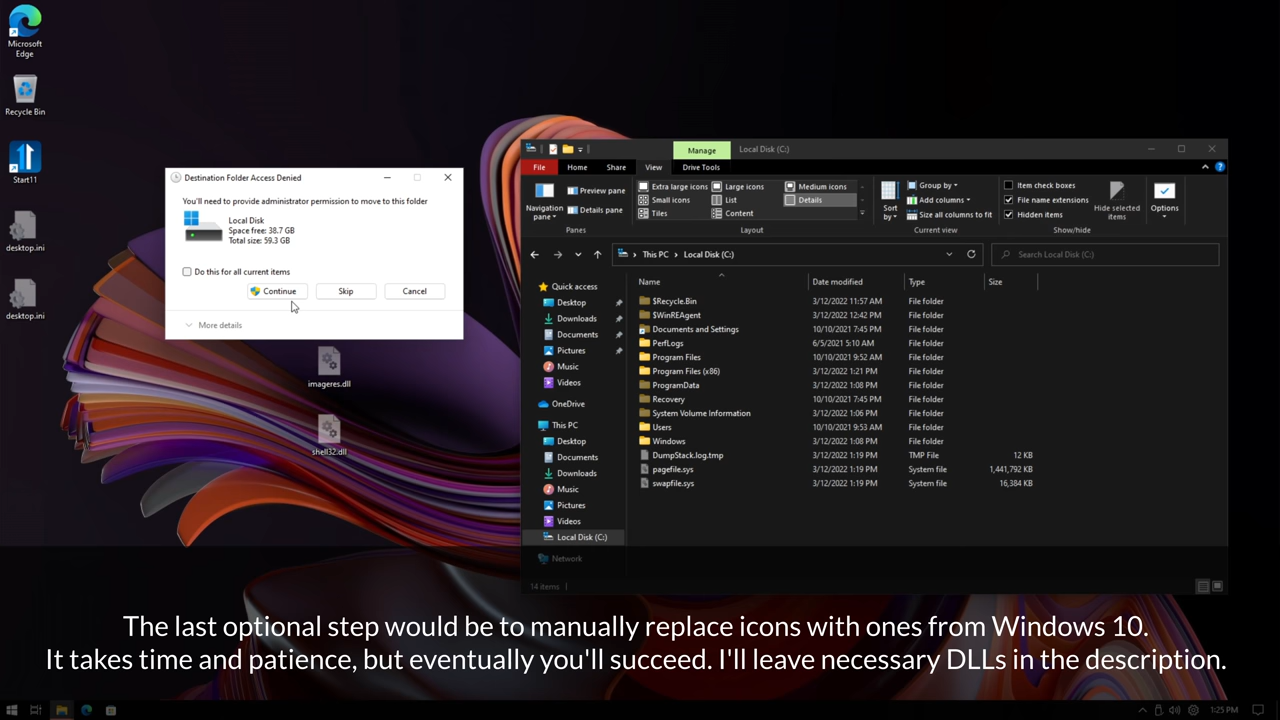 Microsoft
Edge
Recycle Bin
Start11
desktop.ini
desktop.ini
Destination Folder Access Denied
You'll need to provide administrator permission to move to this folder
Local Disk
Space free: 38.7 GB
Total size: 59.3 GB
Do this for all current items
Continue
Skip
Cancel
More details
imageres.dll
shell32.dll
Manage
Local Disk (C:)
File
Home
Share
View
Drive Tools
Navigation
pane
Preview pane
Details pane
Panes
Extra large icons
Large icons
Medium icons
Small icons
List
Details
Tiles
Content
Layout
Sort
by
Group by
Add columns
Size all columns to fit
Current view
Item check boxes
File name extensions
Hidden items
Hide selected
items
Show/hide
Options
This PC > Local Disk (C:)
Search Local Disk (C:)
Quick access
Desktop
Downloads
Documents
Pictures
Music
Videos
OneDrive
This PC
Desktop
Documents
Downloads
Music
Pictures
Videos
Local Disk (C:)
Network
Name Date modified Type Size
$Recycle.Bin 3/12/2022 11:57 AM File folder
$WinREAgent 3/12/2022 12:42 PM File folder
Documents and Settings 10/10/2021 7:45 PM File folder
PerfLogs 6/5/2021 5:10 AM File folder
Program Files 10/10/2021 9:52 AM File folder
Program Files (x86) 3/12/2022 1:21 PM File folder
ProgramData 3/12/2022 1:08 PM File folder
Recovery 10/10/2021 7:45 PM File folder
System Volume Information 3/12/2022 1:06 PM File folder
Users 10/10/2021 9:53 AM File folder
Windows 3/12/2022 1:08 PM File folder
DumpStack.log.tmp 3/12/2022 1:19 PM TMP File 12 KB
pagefile.sys 3/12/2022 1:19 PM System file 1,441,792 KB
swapfile.sys 3/12/2022 1:19 PM System file 16,384 KB
14 items
The last optional step would be to manually replace icons with ones from Windows 10.
It takes time and patience, but eventually you'll succeed. I'll leave necessary DLLs in the description.
1:25 PM